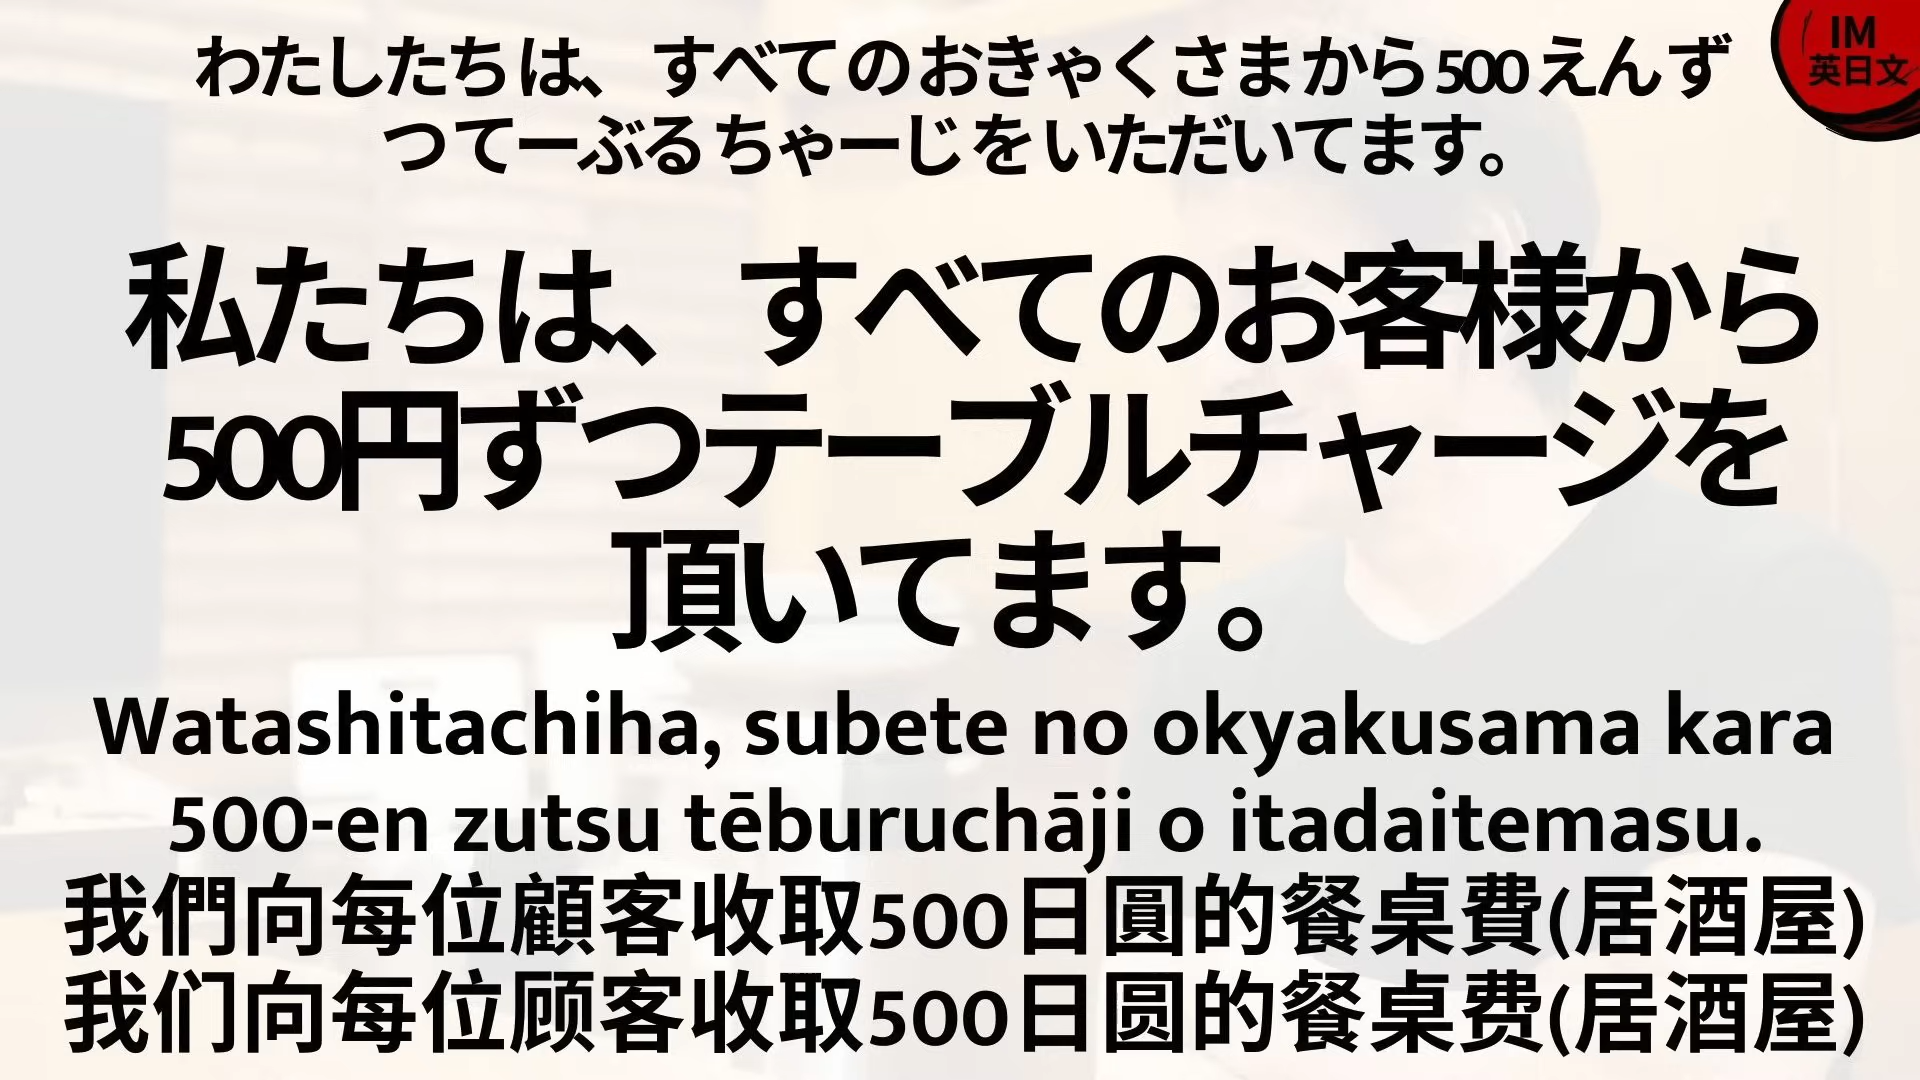 わたしたちは、すべてのおきゃくさまから500えんず
つてーぶるちゃーじをいただいてます。
私たちは、すべてのお客様から
500円ずつテーブルチャージを
頂いてます。
Watashitachiha, subete no okyakusama kara
500-en zutsu tēburuchāji o itadaitemasu.
我們向每位顧客收取500日圓的餐桌費(居酒屋)
我们向每位顾客收取500日圆的餐桌费(居酒屋)
IM
英日文